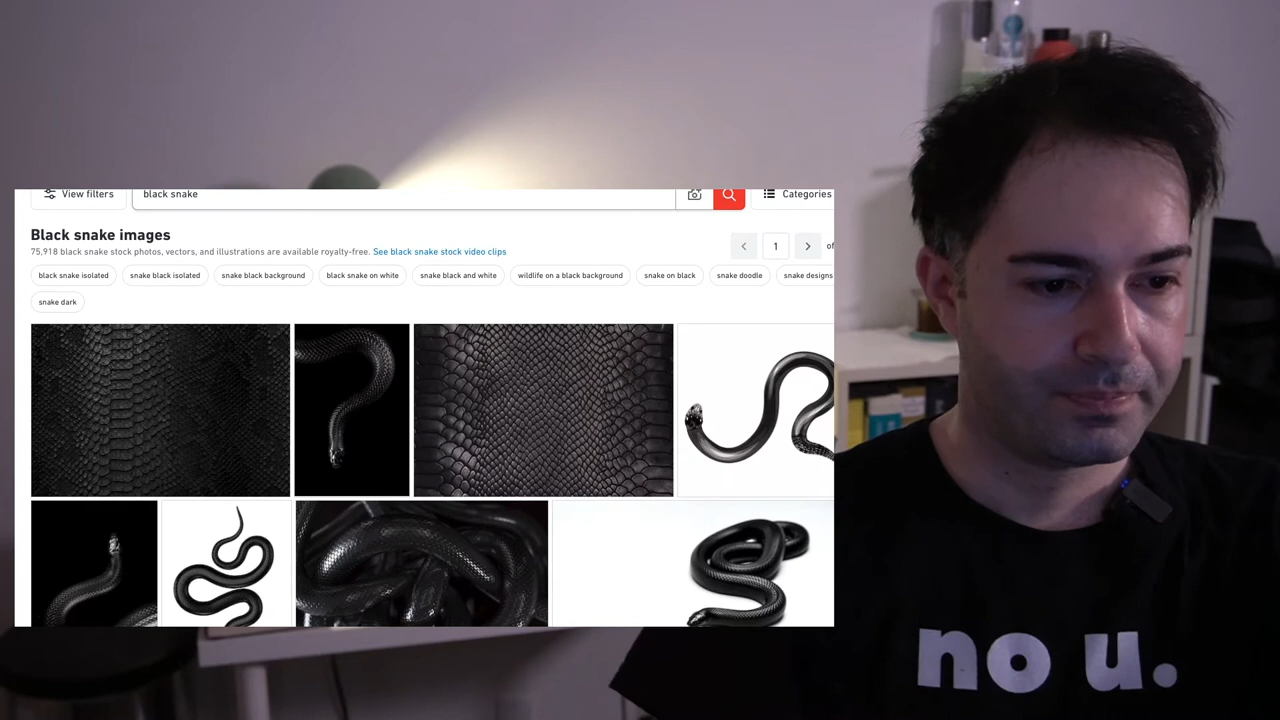 View filters
black snake
Categories
Black snake images
75,918 black snake stock photos, vectors, and illustrations are available royalty-free. See black snake stock video clips
1
of
black snake isolated
snake black isolated
snake black background
black snake on white
snake black and white
wildlife on a black background
snake on black
snake doodle
snake designs
snake dark
no u.